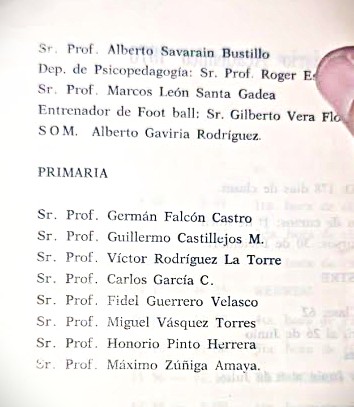 Sr. Prof. Alberto Savarain Bustillo
Dep. de Psicopedagogía: Sr. Prof. Roger
Sr. Prof. Marcos León Santa Gadea
Entrenador de Foot ball: Sr. Gilberto Vera
SOM. Alberto Gaviria Rodríguez.
PRIMARIA
Sr. Prof. Germán Falcón Castro
Sr. Prof. Guillermo Castillejos M.
Sr. Prof. Víctor Rodríguez La Torre
Sr. Prof. Carlos García C.
Sr. Prof. Fidel Guerrero Velasco
Sr. Prof. Miguel Vásquez Torres
Sr. Prof. Honorio Pinto Herrera
Sr. Prof. Máximo Zúñiga Amaya.